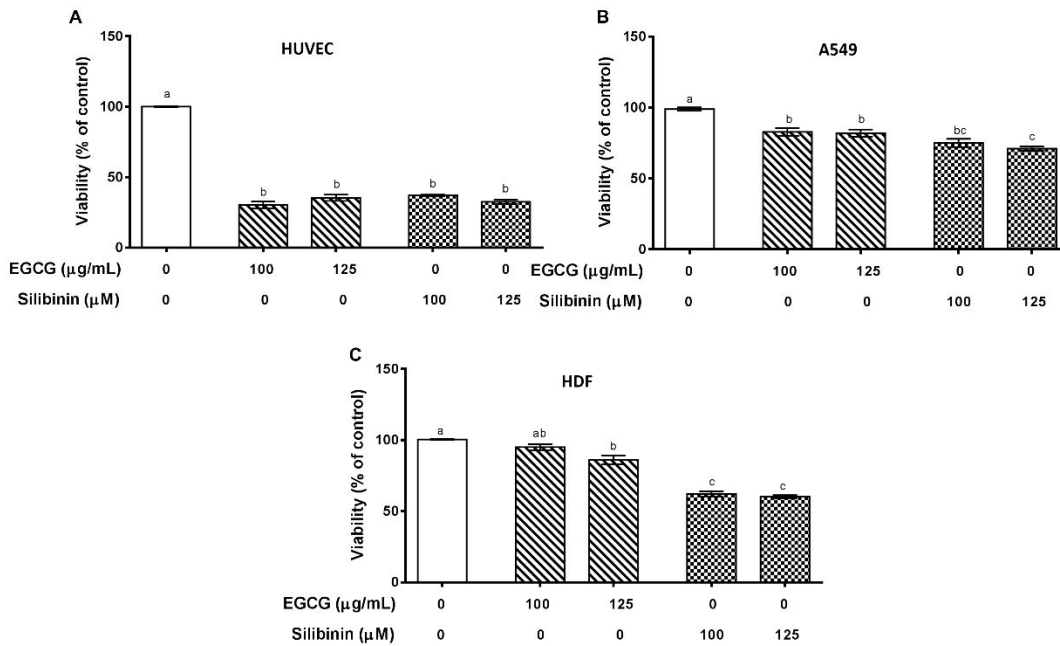 A
HUVEC
150
100
50
0
Viability (% of control)
a
b
b
b
b
EGCG (μg/mL) 0 100 125 0 0
Silibinin (μM) 0 0 0 100 125
B
A549
150
100
50
0
Viability (% of control)
a
b
b
bc
c
EGCG (μg/mL) 0 100 125 0 0
Silibinin (μM) 0 0 0 100 125
C
HDF
150
100
50
0
Viability (% of control)
a
ab
b
c
c
EGCG (μg/mL) 0 100 125 0 0
Silibinin (μM) 0 0 0 100 125